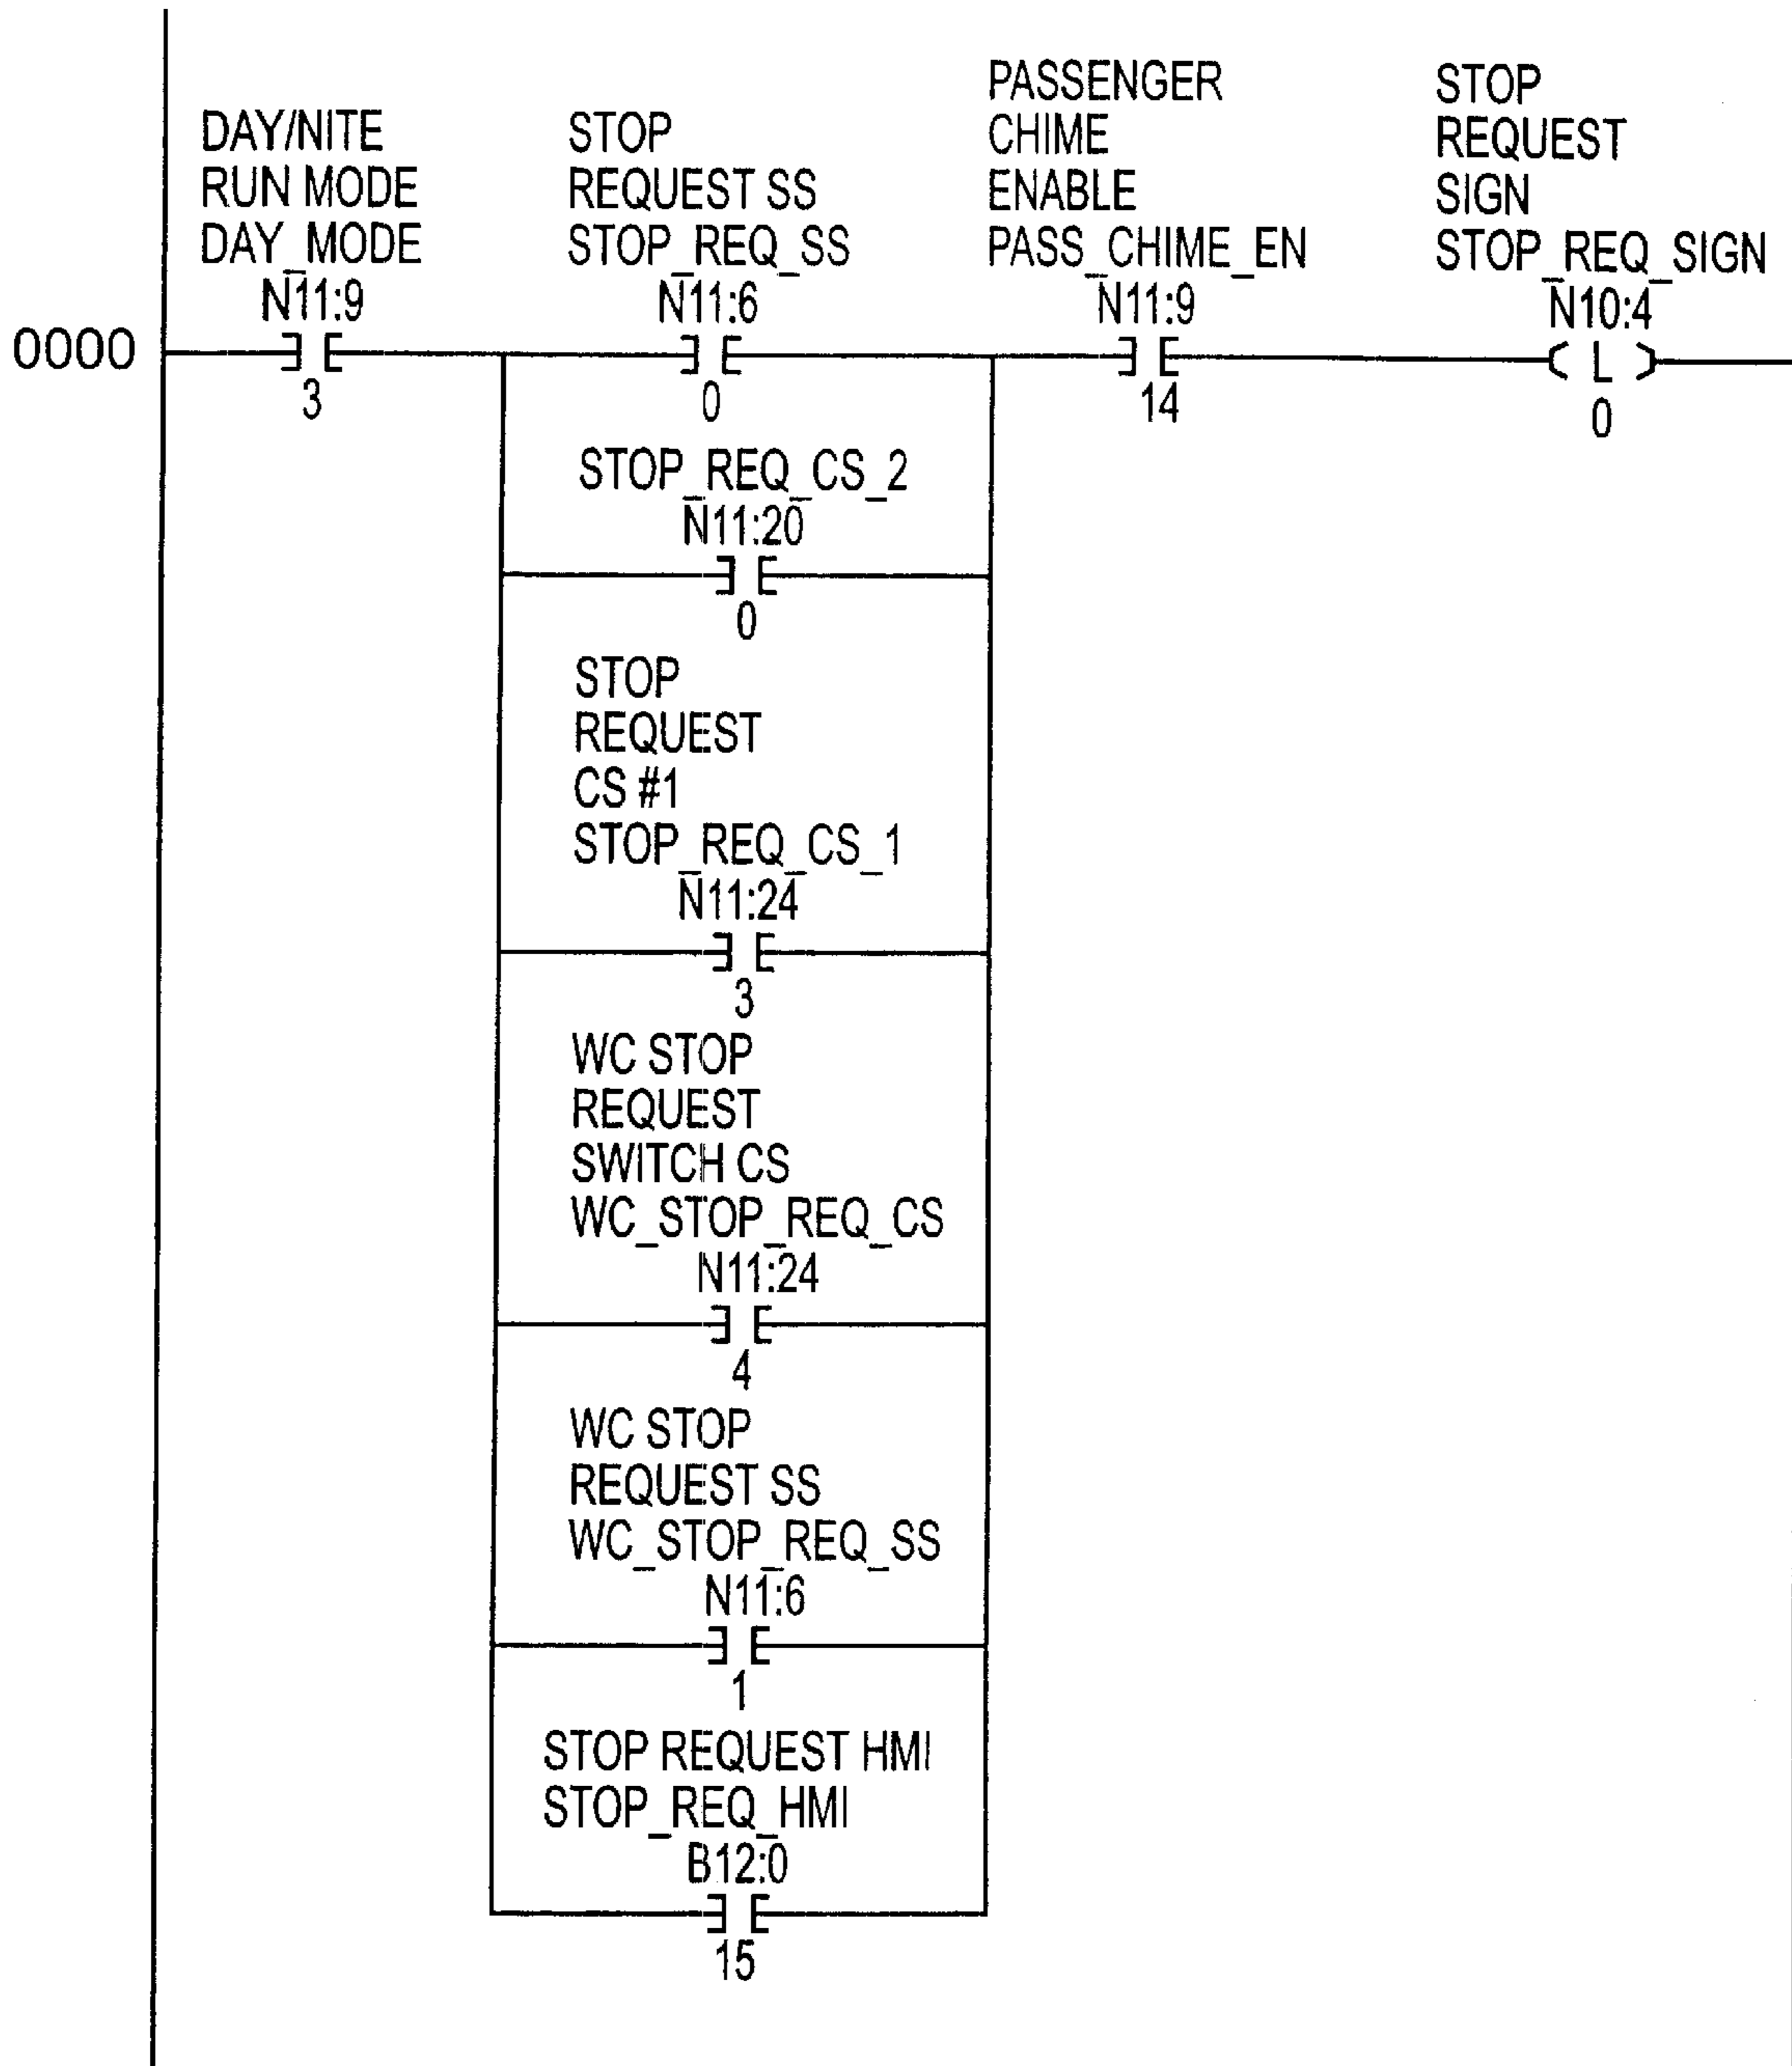 DAY/NITE
RUN MODE
DAY_MODE
N11:9
3
STOP
REQUEST SS
STOP_REQ_SS
N11:6
0
PASSENGER
CHIME
ENABLE
PASS_CHIME_EN
N11:9
14
STOP
REQUEST
SIGN
STOP_REQ_SIGN
N10:4
L
0
0000
STOP_REQ_CS_2
N11:20
0
STOP
REQUEST
CS #1
STOP_REQ_CS_1
N11:24
3
WC STOP
REQUEST
SWITCH CS
WC_STOP_REQ_CS
N11:24
4
WC STOP
REQUEST SS
WC_STOP_REQ_SS
N11:6
1
STOP REQUEST HMI
STOP_REQ_HMI
B12:0
15